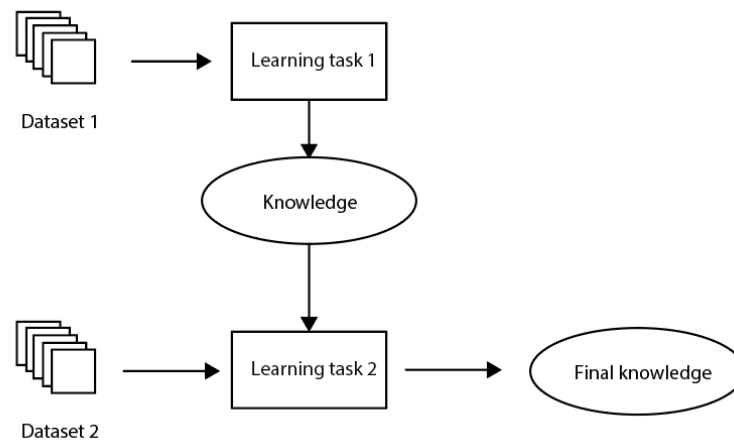 Learning task 1
Dataset 1
Knowledge
Learning task 2
Final knowledge
Dataset 2